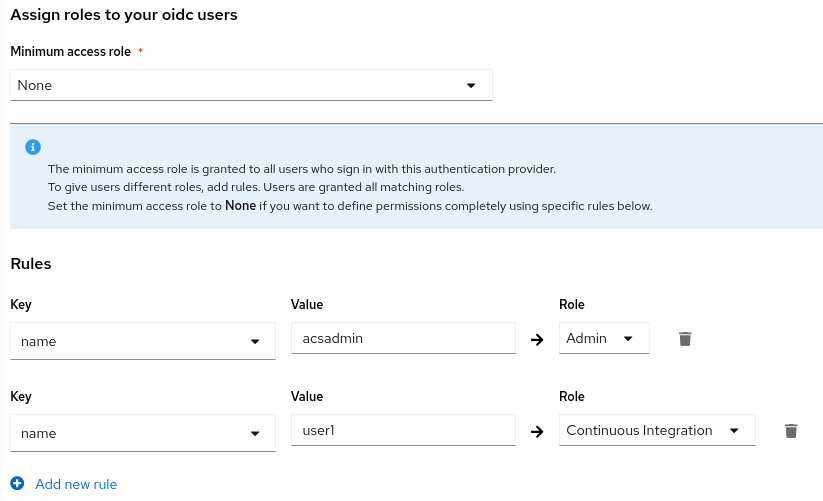 Assign roles to your oidc users
Minimum access role *
None
The minimum access role is granted to all users who sign in with this authentication provider.
To give users different roles, add rules. Users are granted all matching roles.
Set the minimum access role to None if you want to define permissions completely using specific rules below.
Rules
Key Value Role
name acsadmin Admin
Key Value Role
name user1 Continuous Integration
Add new rule